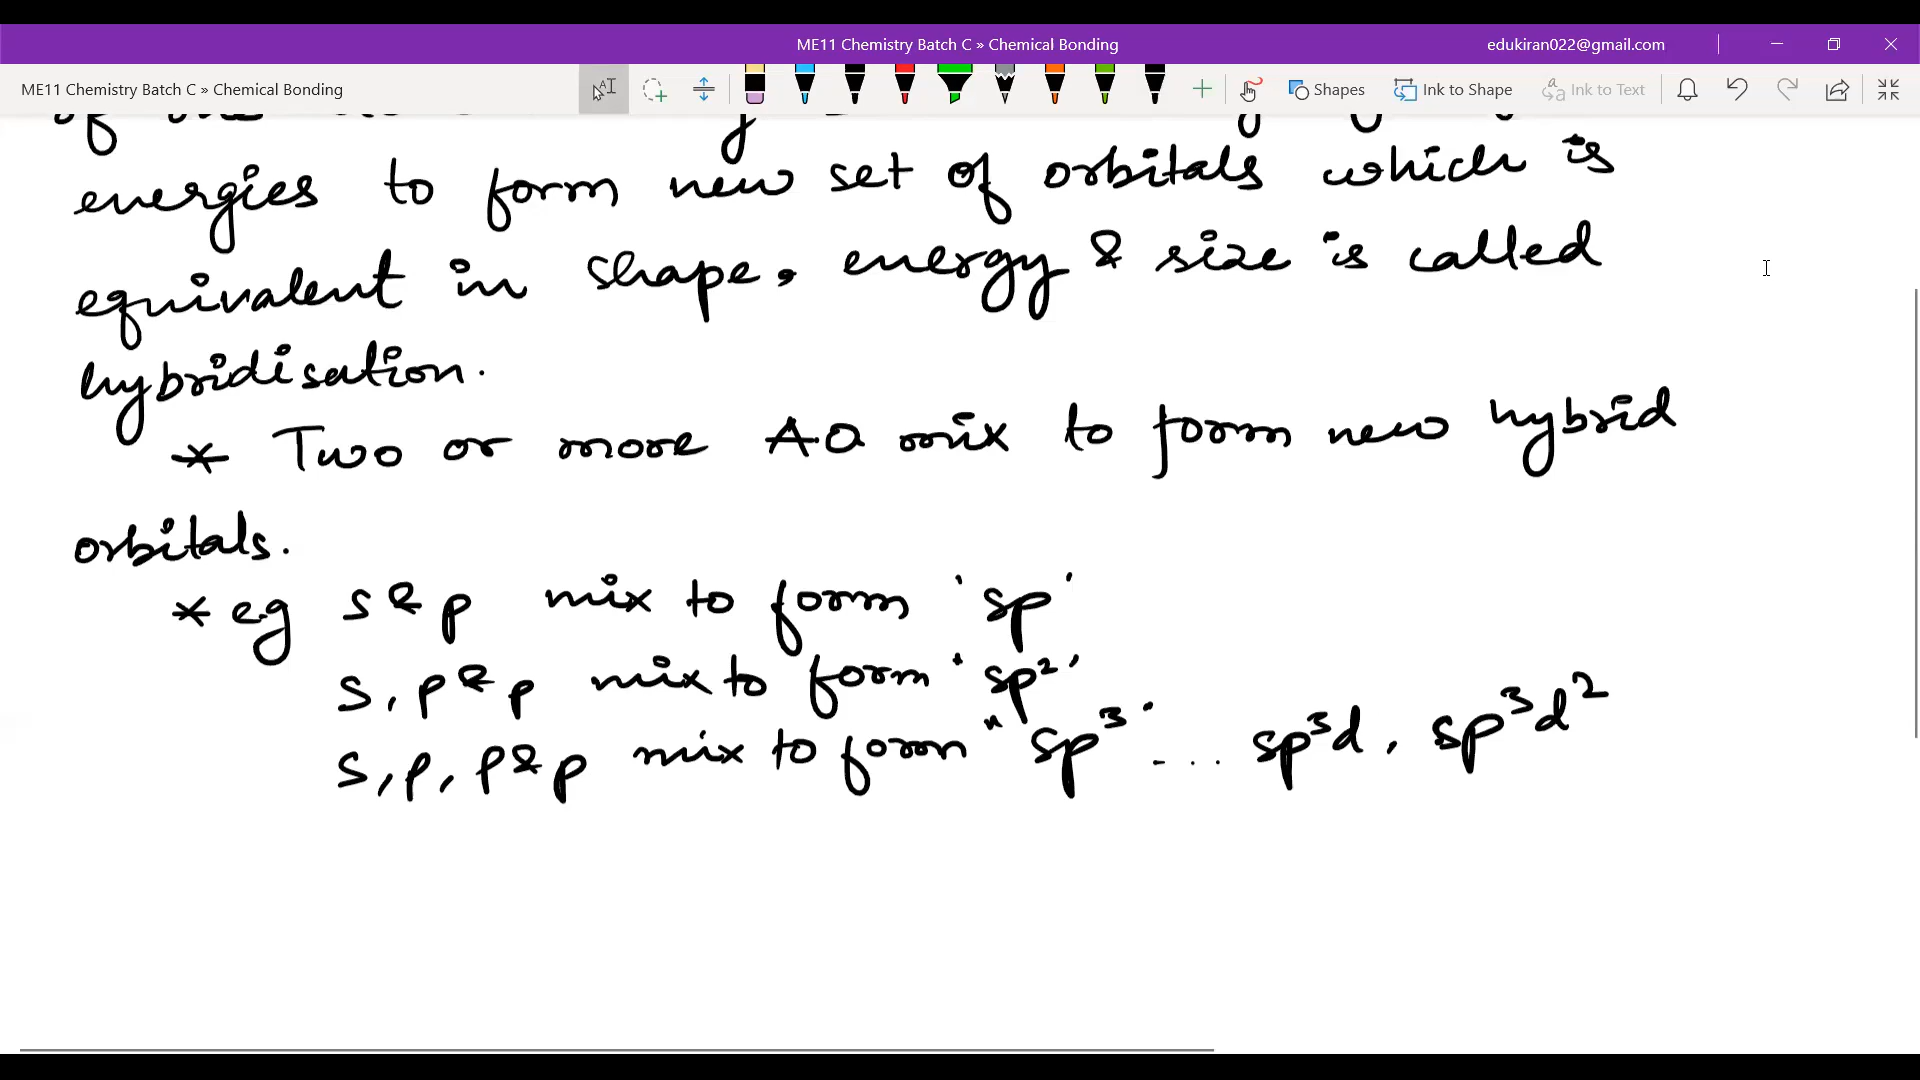 ME11 Chemistry Batch C » Chemical Bonding
edukiran022@gmail.com
ME11 Chemistry Batch C » Chemical Bonding
Shapes
Ink to Shape
Ink to Text
energies to form new set of orbitals which is
equivalent in shape, energy & size is called
hybridisation.
* Two or more A.O mix to form new hybrid
orbitals.
* e.g s & p mix to form 'sp'
s, p & p mix to form 'sp²'
s, p, p & p mix to form "sp³" ... sp³d, sp³d²